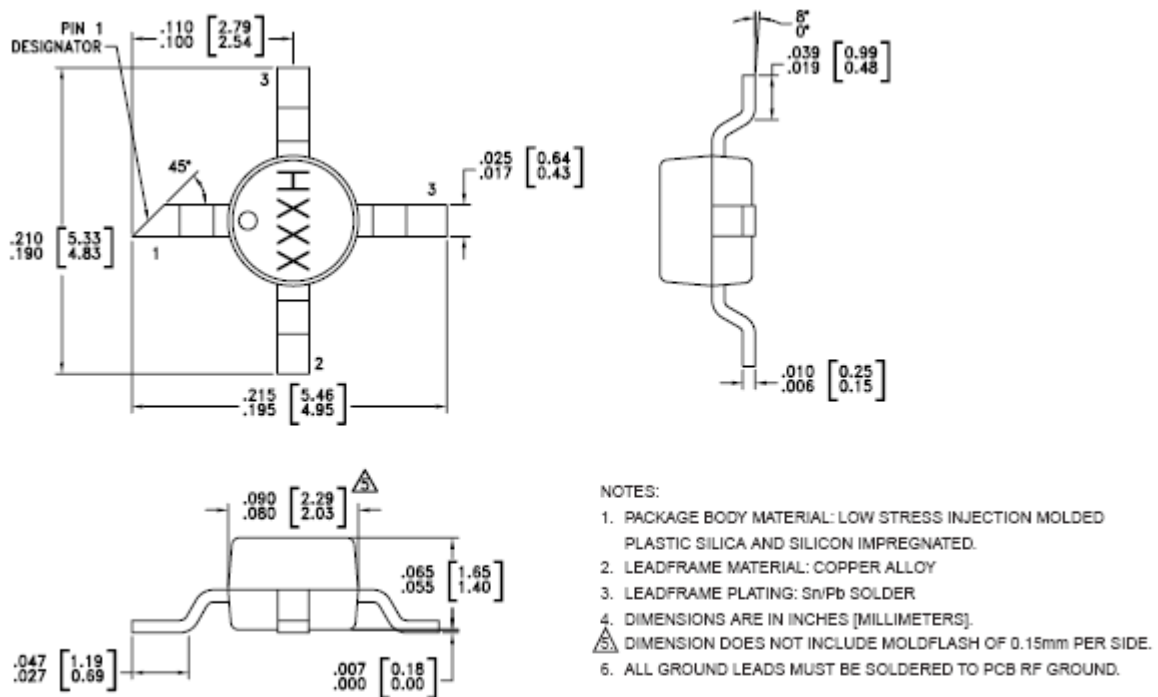 PIN 1
DESIGNATOR
.110 [2.79]
.100 [2.54]
3
45°
HXXX
3
1
2
.025 [0.64]
.017 [0.43]
.210 [5.33]
.190 [4.83]
.215 [5.46]
.195 [4.95]
8°
0°
.039 [0.99]
.019 [0.48]
.010 [0.25]
.006 [0.15]
.090 [2.29]
.080 [2.03]
5
.065 [1.65]
.055 [1.40]
.047 [1.19]
.027 [0.69]
.007 [0.18]
.000 [0.00]
NOTES:
1. PACKAGE BODY MATERIAL: LOW STRESS INJECTION MOLDED
PLASTIC SILICA AND SILICON IMPREGNATED.
2. LEADFRAME MATERIAL: COPPER ALLOY
3. LEADFRAME PLATING: Sn/Pb SOLDER
4. DIMENSIONS ARE IN INCHES [MILLIMETERS].
5. DIMENSION DOES NOT INCLUDE MOLDFLASH OF 0.15mm PER SIDE.
6. ALL GROUND LEADS MUST BE SOLDERED TO PCB RF GROUND.